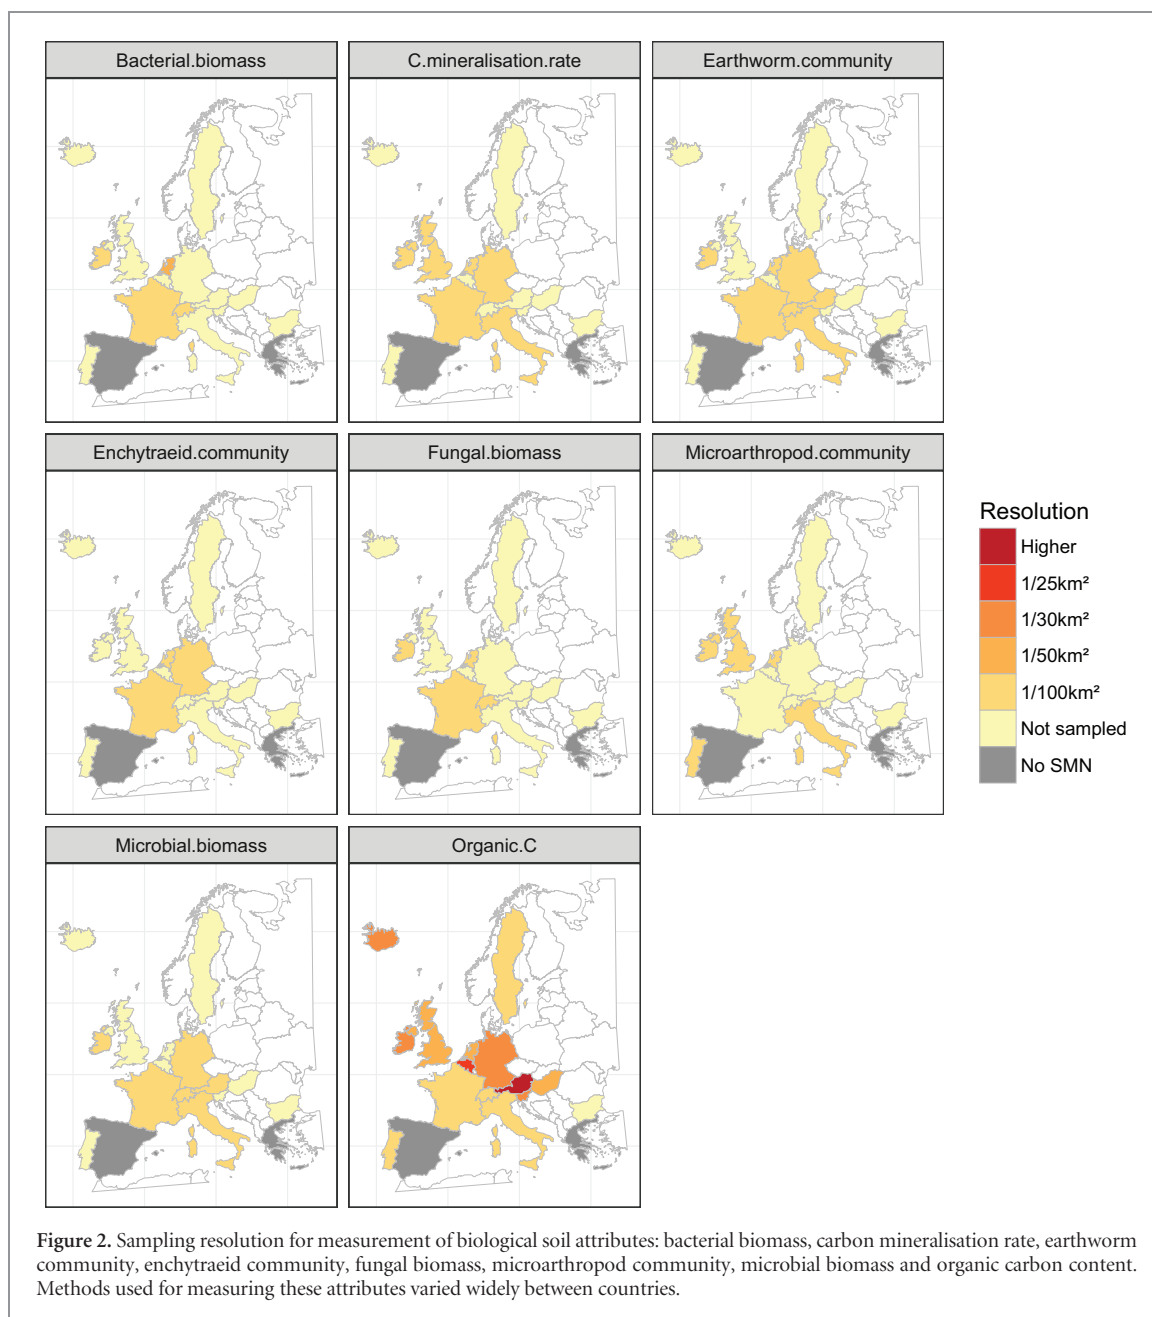 Bacterial.biomass
C.mineralisation.rate
Earthworm.community
Enchytraeid.community
Fungal.biomass
Microarthropod.community
Microbial.biomass
Organic.C
Resolution
Higher
1/25km²
1/30km²
1/50km²
1/100km²
Not sampled
No SMN
Figure 2. Sampling resolution for measurement of biological soil attributes: bacterial biomass, carbon mineralisation rate, earthworm
community, enchytraeid community, fungal biomass, microarthropod community, microbial biomass and organic carbon content.
Methods used for measuring these attributes varied widely between countries.